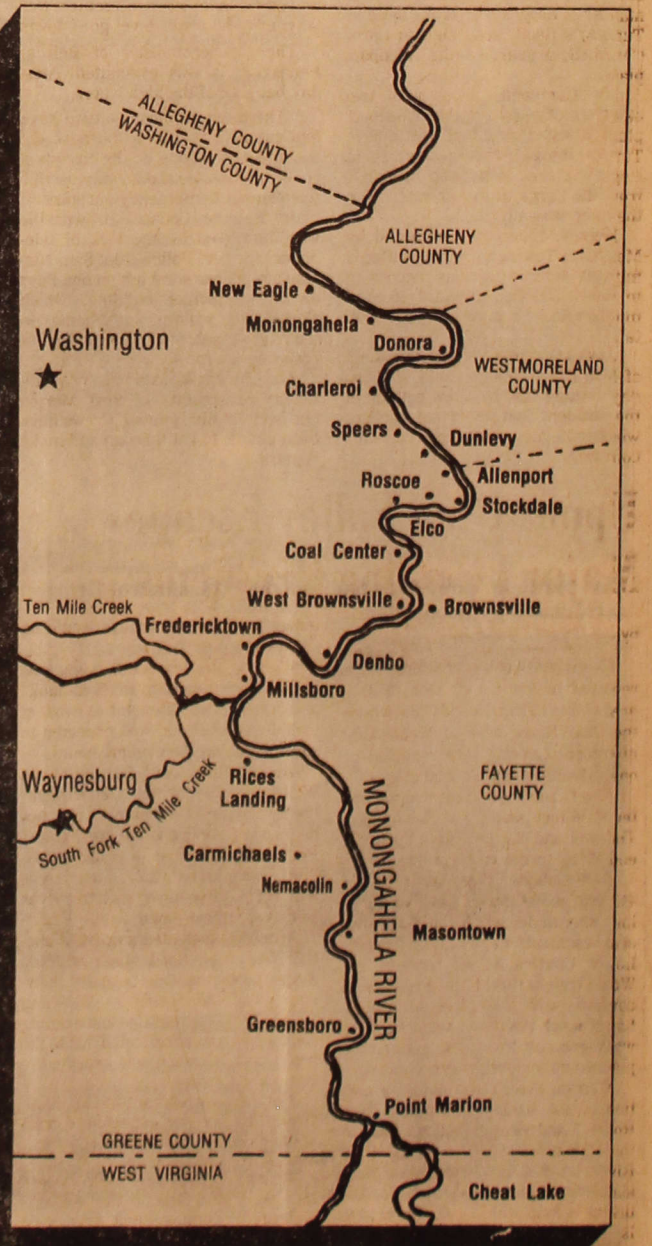 ALLEGHENY COUNTY
WASHINGTON COUNTY
ALLEGHENY
COUNTY
New Eagle
Monongahela
Donora
Washington
WESTMORELAND
COUNTY
Charleroi
Speers
Dunlevy
Roscoe
Allenport
Stockdale
Elco
Coal Center
West Brownsville
Brownsville
Ten Mile Creek
Fredericktown
Denbo
Millsboro
Waynesburg
Rices
Landing
FAYETTE
COUNTY
South Fork Ten Mile Creek
MONONGAHELA RIVER
Carmichaels
Nemacolin
Masontown
Greensboro
Point Marion
GREENE COUNTY
WEST VIRGINIA
Cheat Lake